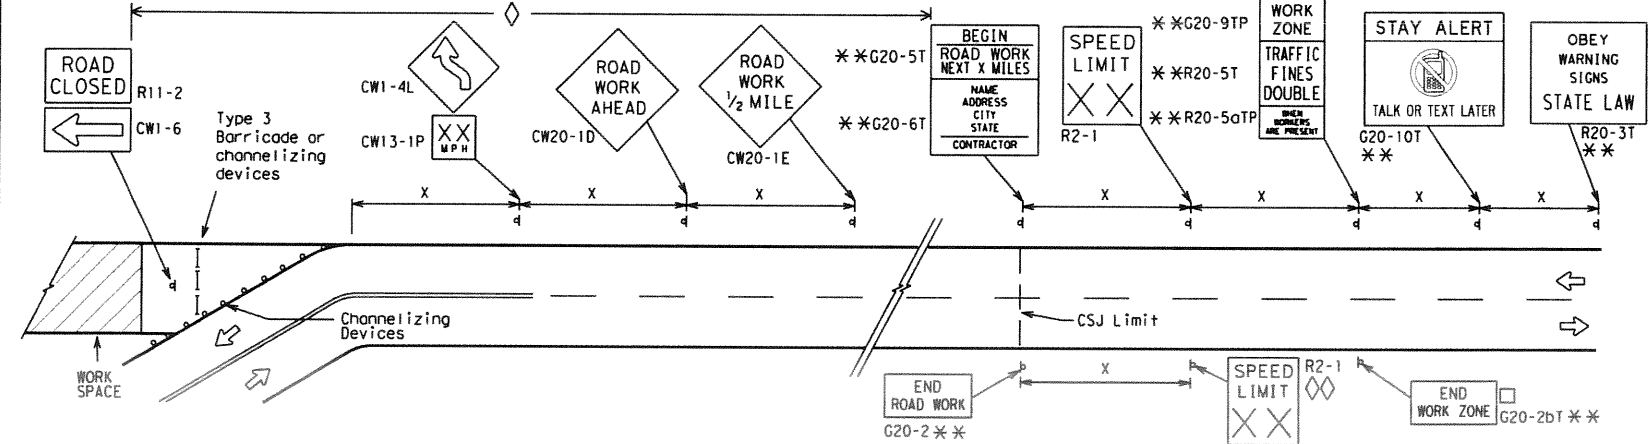 ROAD
CLOSED
R11-2
CW1-6
Type 3
Barricade or
channelizing
devices
CW1-4L
XX
MPH
CW13-1P
ROAD
WORK
AHEAD
CW20-1D
ROAD
WORK
1/2 MILE
CW20-1E
* *G20-5T
* *G20-6T
BEGIN
ROAD WORK
NEXT X MILES
NAME
ADDRESS
CITY
STATE
CONTRACTOR
SPEED
LIMIT
X X
R2-1
* *G20-9TP
* *R20-5T
* *R20-5aTP
WORK
ZONE
TRAFFIC
FINES
DOUBLE
WHEN
WORKERS
ARE PRESENT
STAY ALERT
TALK OR TEXT LATER
G20-10T
* *
OBEY
WARNING
SIGNS
STATE LAW
R20-3T
* *
X
X
X
X
X
X
X
Channelizing
Devices
CSJ Limit
WORK
SPACE
END
ROAD WORK
G20-2 * *
X
SPEED
LIMIT
X X
R2-1
END
WORK ZONE
G20-2bT * *